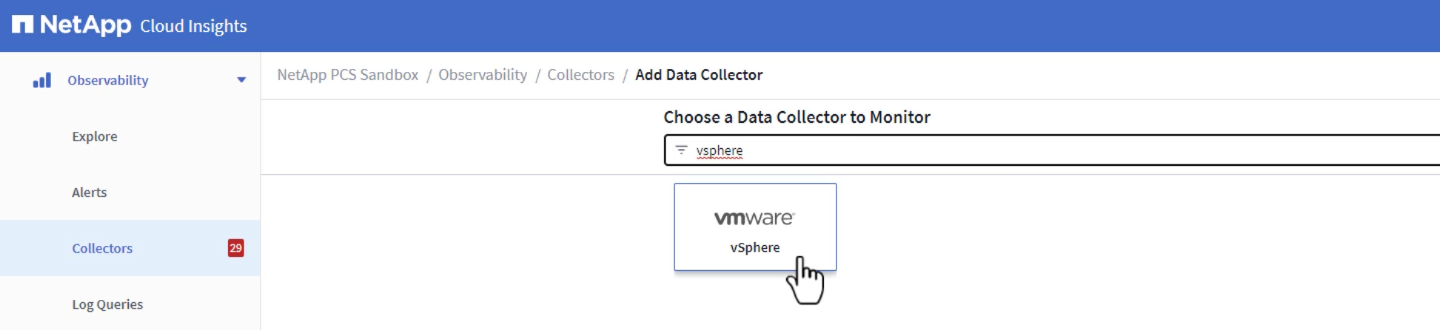 NetApp Cloud Insights
Observability
NetApp PCS Sandbox / Observability / Collectors / Add Data Collector
Choose a Data Collector to Monitor
Explore
vsphere
Alerts
vmware
vSphere
Collectors 29
Log Queries